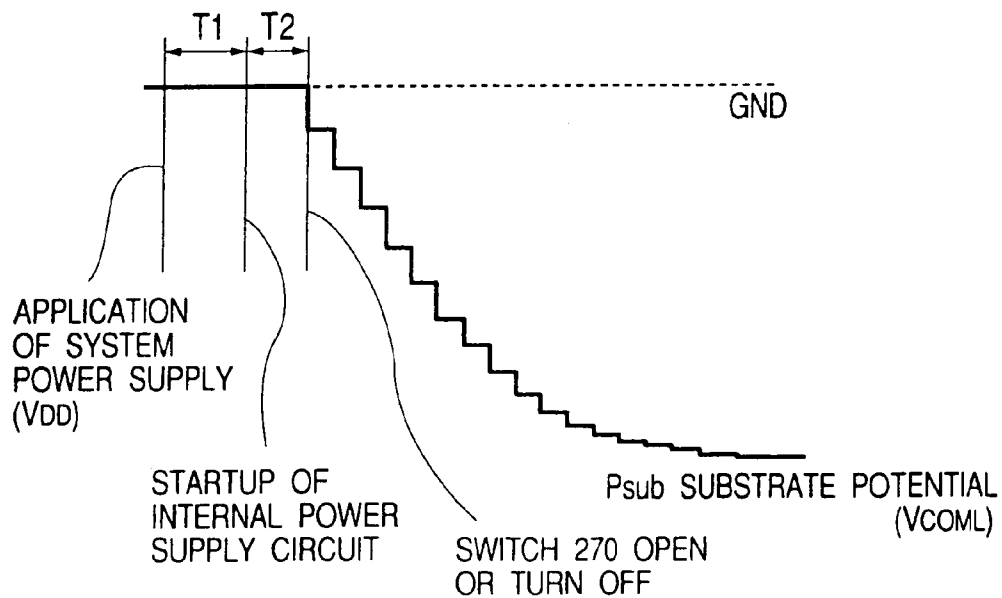 T1 T2
GND
APPLICATION
OF SYSTEM
POWER SUPPLY
(VDD)
STARTUP OF
INTERNAL POWER
SUPPLY CIRCUIT
SWITCH 270 OPEN
OR TURN OFF
Psub SUBSTRATE POTENTIAL
(VCOML)